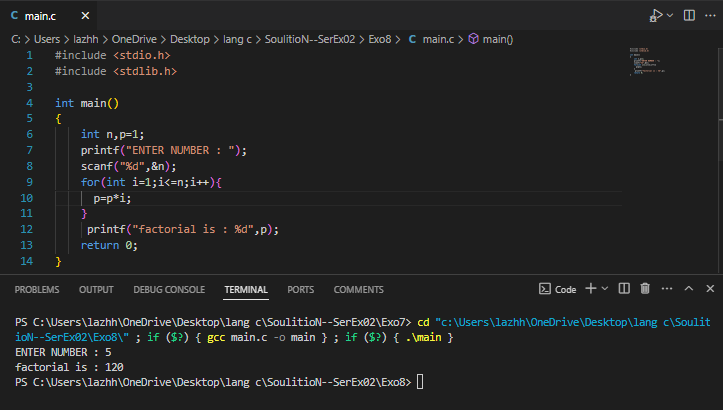 C main.c ×
C: > Users > lazhh > OneDrive > Desktop > lang c > SoulitioN--SerEx02 > Exo8 > C main.c > main()
1 #include <stdio.h>
2 #include <stdlib.h>
3
4 int main()
5 {
6 int n,p=1;
7 printf("ENTER NUMBER : ");
8 scanf("%d",&n);
9 for(int i=1;i<=n;i++){
10 p=p*i;
11 }
12 printf("factorial is : %d",p);
13 return 0;
14 }
PROBLEMS OUTPUT DEBUG CONSOLE TERMINAL PORTS COMMENTS Code
PS C:\Users\lazhh\OneDrive\Desktop\lang c\SoulitioN--SerEx02\Exo7> cd "c:\Users\lazhh\OneDrive\Desktop\lang c\Soulit
ioN--SerEx02\Exo8\" ; if ($?) { gcc main.c -o main } ; if ($?) { .\main }
ENTER NUMBER : 5
factorial is : 120
PS C:\Users\lazhh\OneDrive\Desktop\lang c\SoulitioN--SerEx02\Exo8>